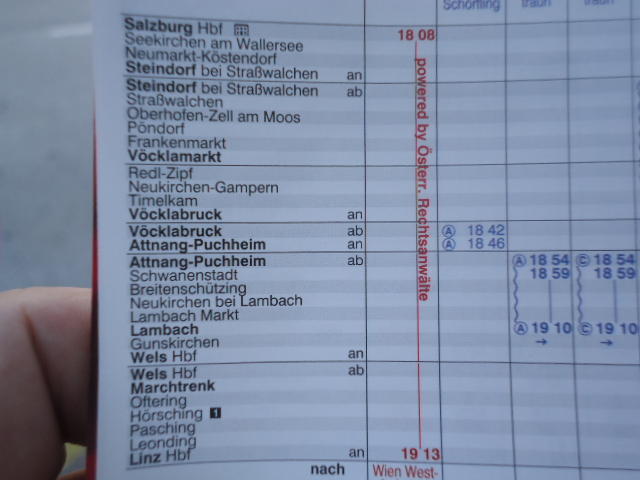 Schörfling traun traun
Salzburg Hbf 18 08
Seekirchen am Wallersee
Neumarkt-Köstendorf
Steindorf bei Straßwalchen an
Steindorf bei Straßwalchen ab
Straßwalchen
Oberhofen-Zell am Moos
Pöndorf
Frankenmarkt
Vöcklamarkt
Redl-Zipf
Neukirchen-Gampern
Timelkam
Vöcklabruck an
Vöcklabruck ab Ⓐ 18 42
Attnang-Puchheim an Ⓐ 18 46
Attnang-Puchheim ab Ⓐ 18 54 Ⓒ 18 54
Schwanenstadt 18 59 18 59
Breitenschützing
Neukirchen bei Lambach
Lambach Markt
Lambach Ⓐ 19 10 Ⓒ 19 10
Gunskirchen → →
Wels Hbf an
Wels Hbf ab
Marchtrenk
Oftering
Hörsching 1
Pasching
Leonding
Linz Hbf an 19 13
nach Wien West-
powered by Österr. Rechtsanwälte